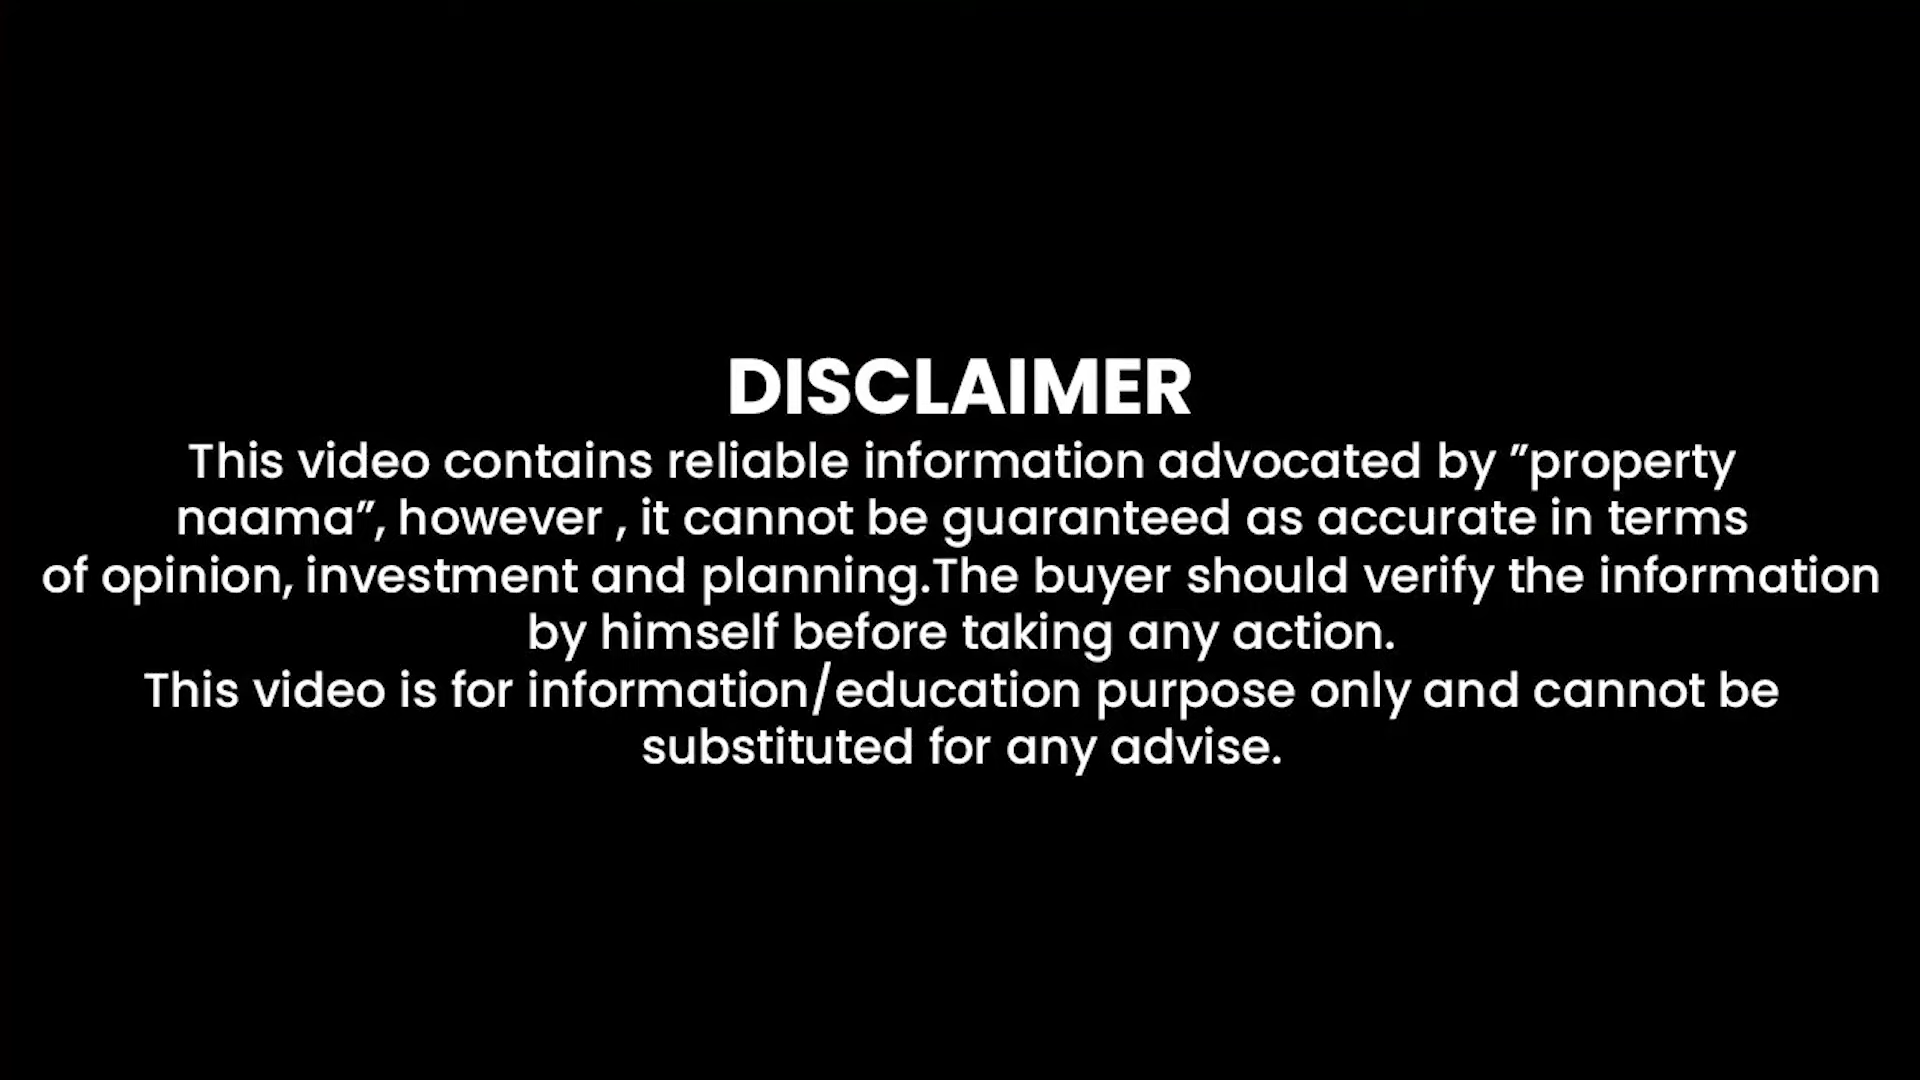 DISCLAIMER
This video contains reliable information advocated by ”property
naama”, however , it cannot be guaranteed as accurate in terms
of opinion, investment and planning.The buyer should verify the information
by himself before taking any action.
This video is for information/education purpose only and cannot be
substituted for any advise.